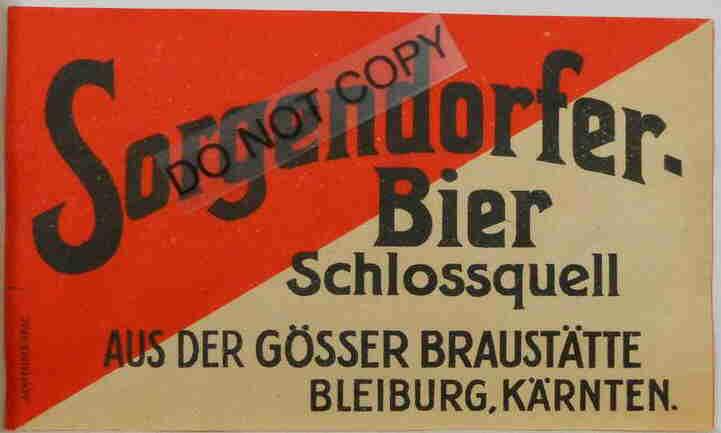 Sorgendorfer-
DO NOT COPY
Bier
Schlossquell
AUS DER GÖSSER BRAUSTÄTTE
BLEIBURG, KÄRNTEN.